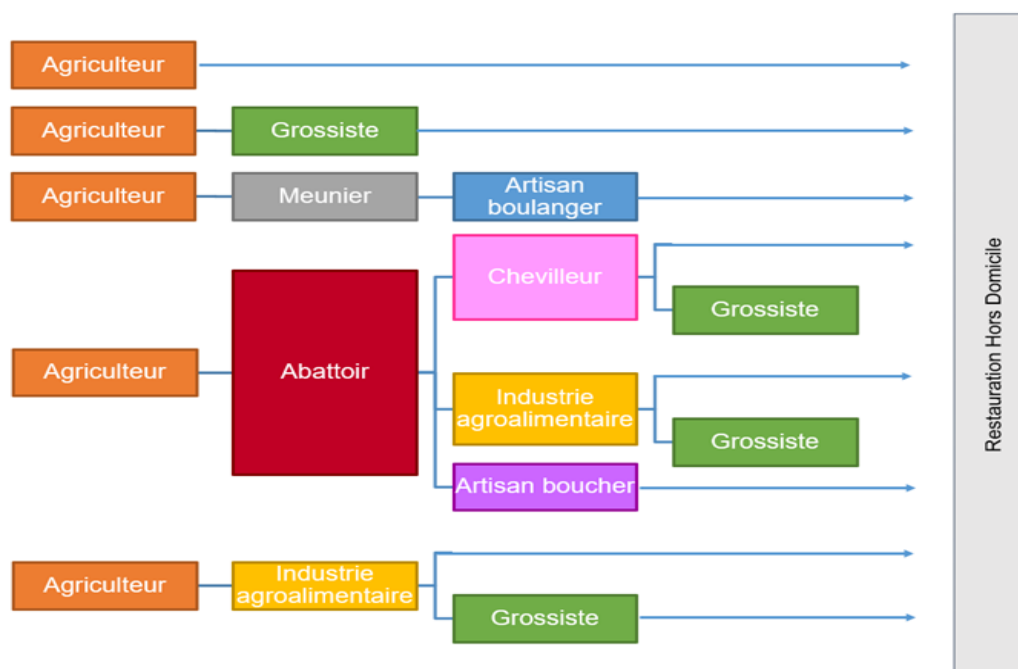 Agriculteur
Agriculteur
Grossiste
Agriculteur
Meunier
Artisan
boulanger
Agriculteur
Abattoir
Chevilleur
Grossiste
Industrie
agroalimentaire
Grossiste
Artisan boucher
Agriculteur
Industrie
agroalimentaire
Grossiste
Restauration Hors Domicile